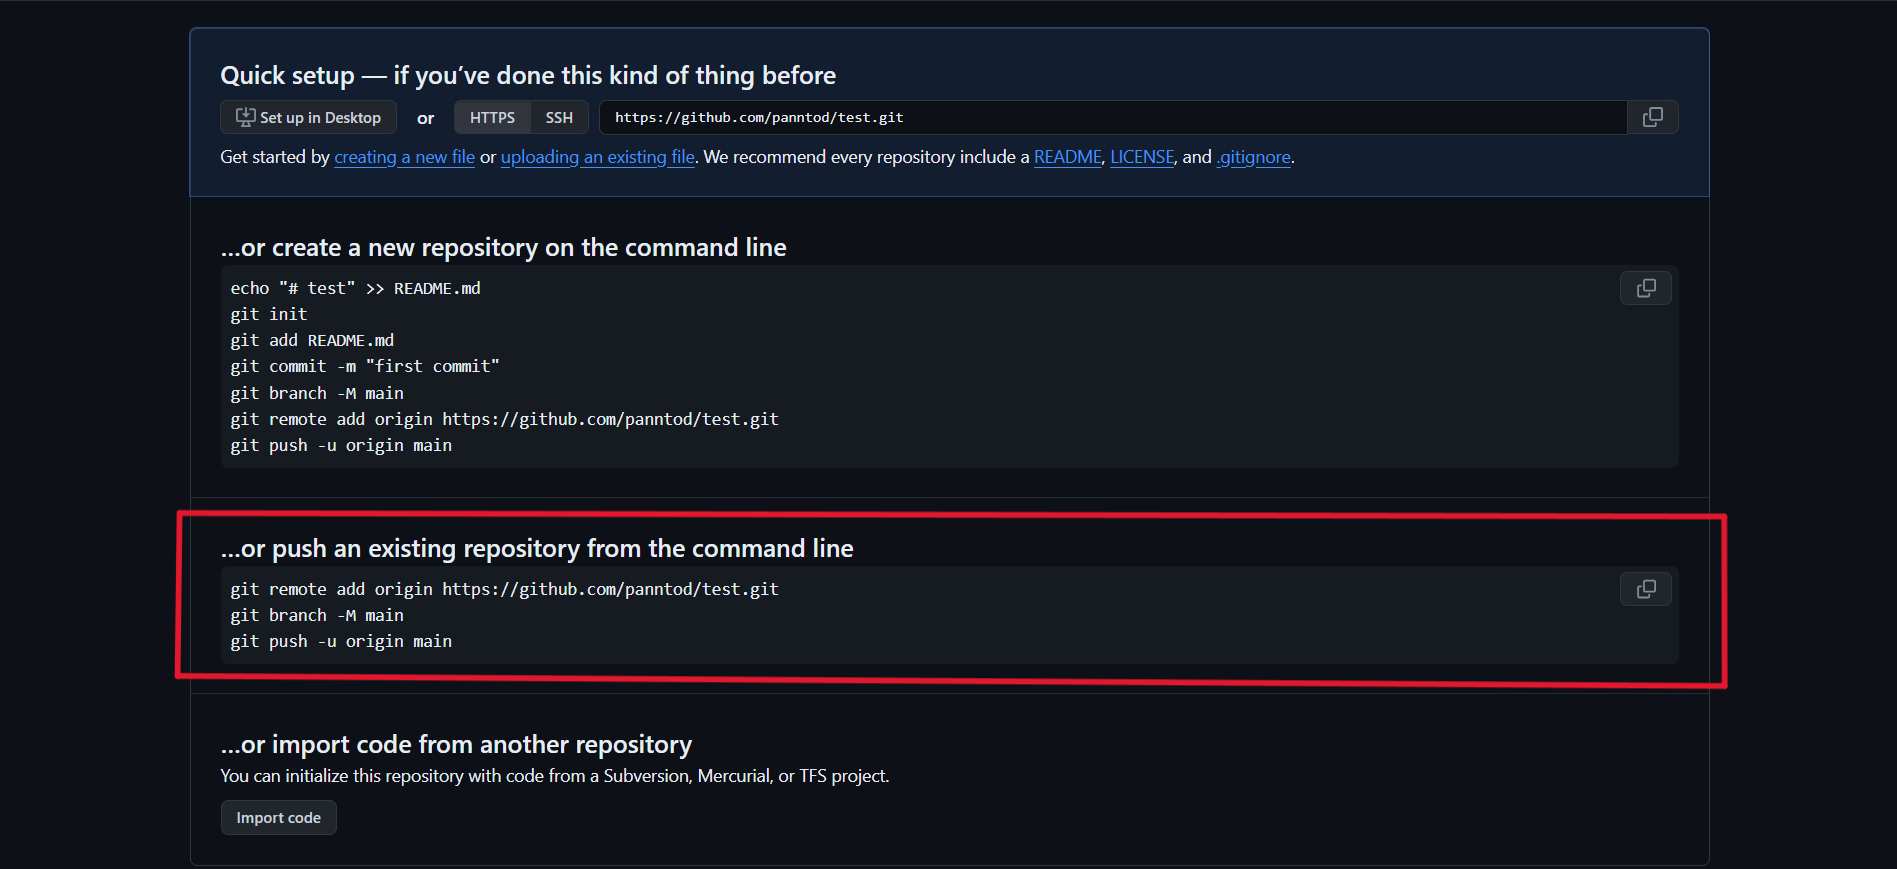 Quick setup — if you’ve done this kind of thing before
Set up in Desktop or HTTPS SSH https://github.com/panntod/test.git
Get started by creating a new file or uploading an existing file. We recommend every repository include a README, LICENSE, and .gitignore.
…or create a new repository on the command line
echo "# test" >> README.md
git init
git add README.md
git commit -m "first commit"
git branch -M main
git remote add origin https://github.com/panntod/test.git
git push -u origin main
…or push an existing repository from the command line
git remote add origin https://github.com/panntod/test.git
git branch -M main
git push -u origin main
…or import code from another repository
You can initialize this repository with code from a Subversion, Mercurial, or TFS project.
Import code